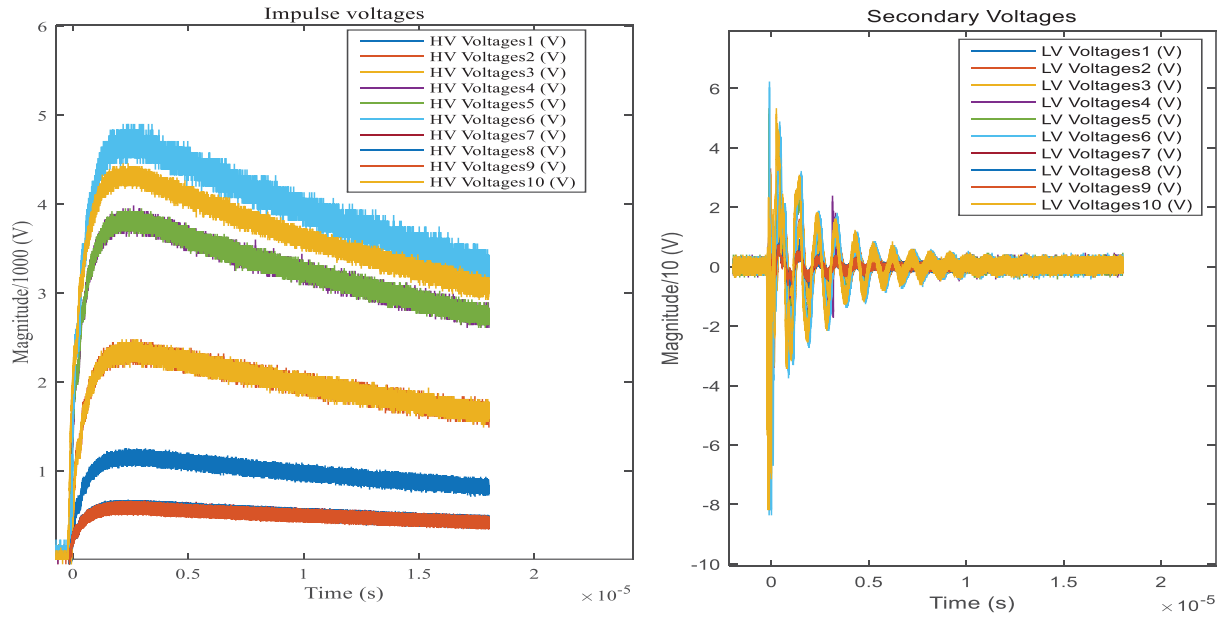 Impulse voltages
6
5
4
3
2
1
Magnitude/1000 (V)
HV Voltages1 (V)
HV Voltages2 (V)
HV Voltages3 (V)
HV Voltages4 (V)
HV Voltages5 (V)
HV Voltages6 (V)
HV Voltages7 (V)
HV Voltages8 (V)
HV Voltages9 (V)
HV Voltages10 (V)
0 0.5 1 1.5 2
Time (s)
×10⁻⁵
Secondary Voltages
6
4
2
0
-2
-4
-6
-8
-10
Magnitude/10 (V)
LV Voltages1 (V)
LV Voltages2 (V)
LV Voltages3 (V)
LV Voltages4 (V)
LV Voltages5 (V)
LV Voltages6 (V)
LV Voltages7 (V)
LV Voltages8 (V)
LV Voltages9 (V)
LV Voltages10 (V)
0 0.5 1 1.5 2
Time (s)
×10⁻⁵